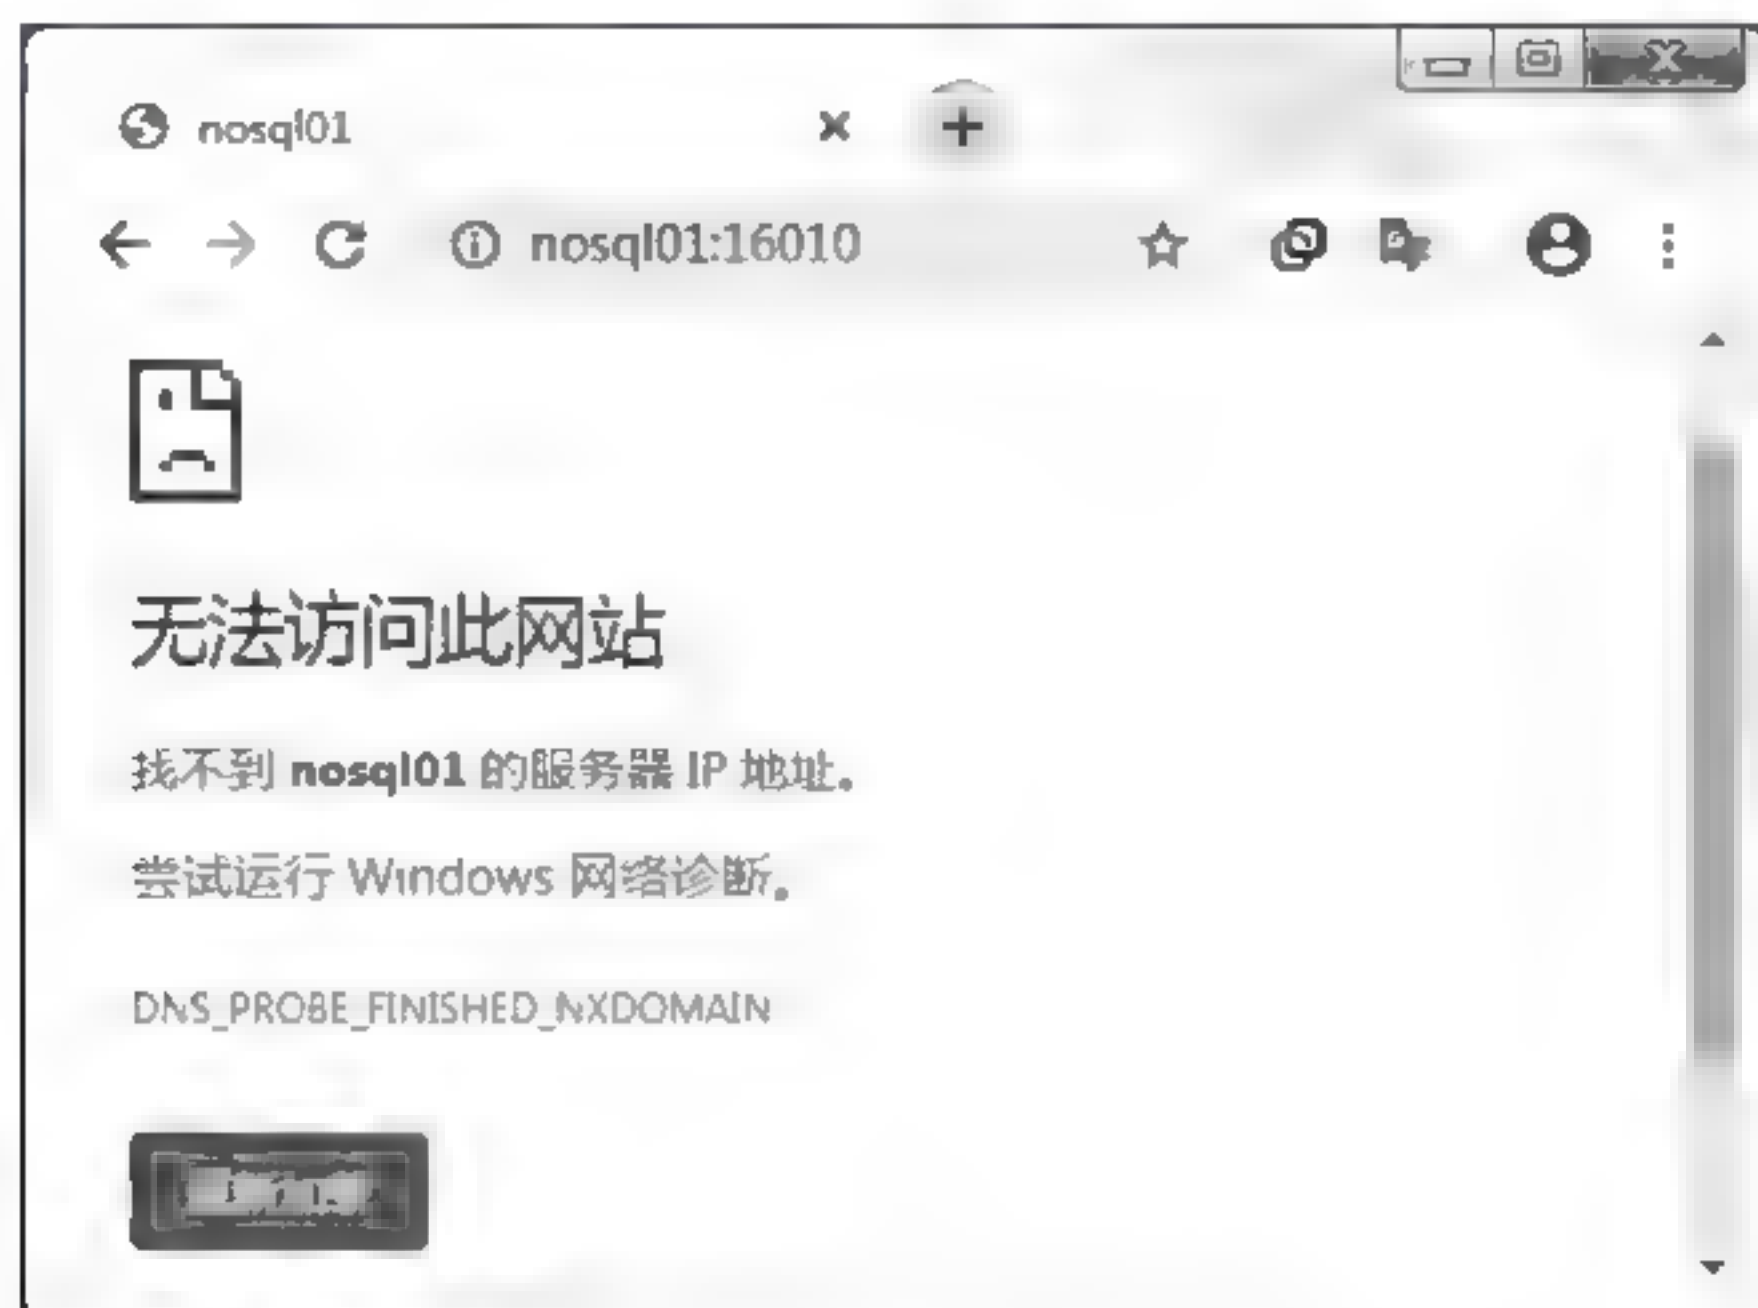 nosql01
nosql01:16010
无法访问此网站
找不到 nosql01 的服务器 IP 地址。
尝试运行 Windows 网络诊断。
DNS_PROBE_FINISHED_NXDOMAIN